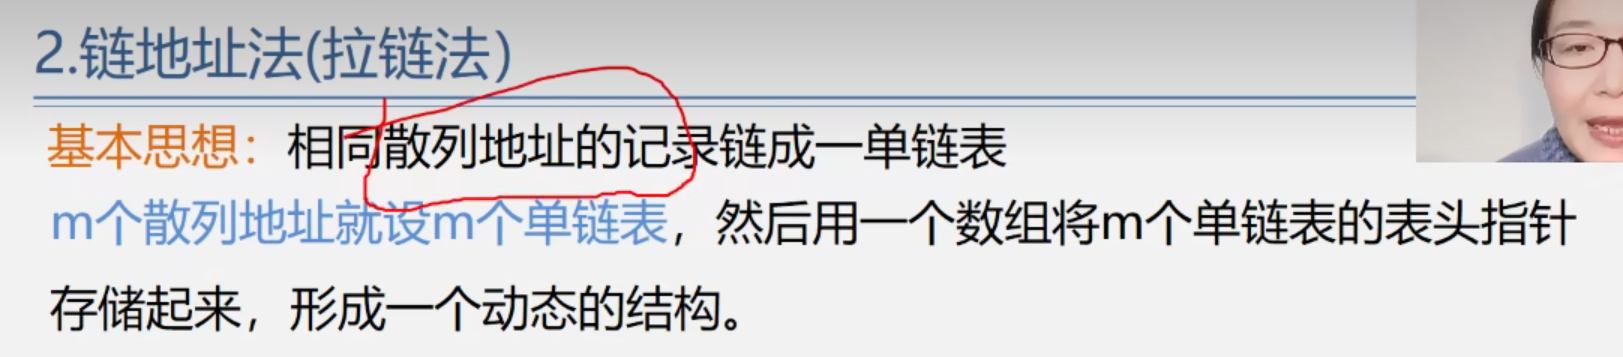 2.链地址法(拉链法)
基本思想：相同散列地址的记录链成一单链表
m个散列地址就设m个单链表，然后用一个数组将m个单链表的表头指针
存储起来，形成一个动态的结构。